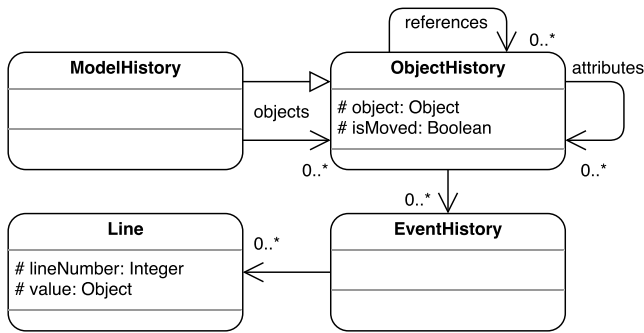 references
0..*
ModelHistory
ObjectHistory
attributes
# object: Object
# isMoved: Boolean
objects
0..*
0..*
0..*
Line
EventHistory
0..*
# lineNumber: Integer
# value: Object